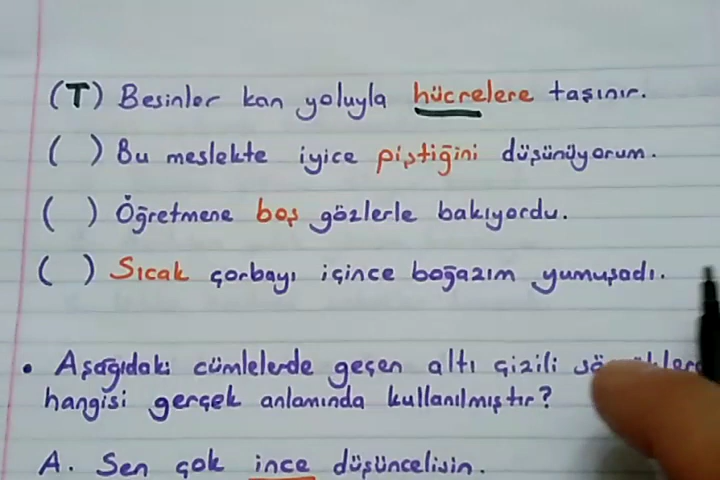 (T) Besinler kan yoluyla hücrelere taşınır.
( ) Bu meslekte iyice piştiğini düşünüyorum.
( ) Öğretmene boş gözlerle bakıyordu.
( ) Sıcak çorbayı içince boğazım yumuşadı.
• Aşağıdaki cümlelerde geçen altı çizili
hangisi gerçek anlamında kullanılmıştır?
A. Sen çok ince düşüncelisin.